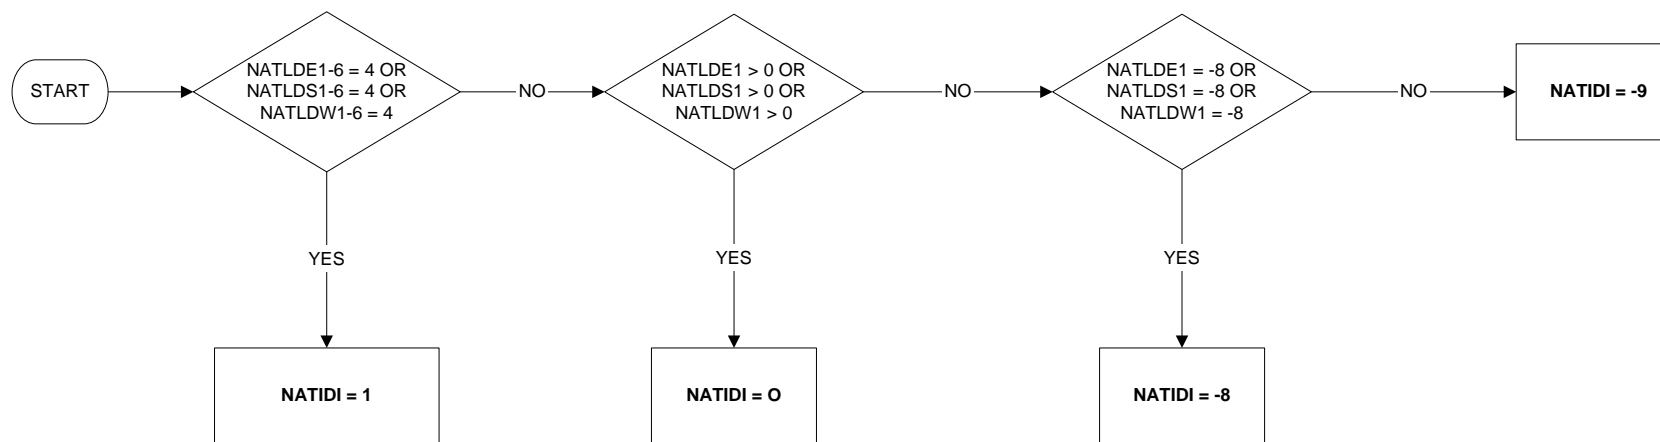 START
NATLDE1-6 = 4 OR
NATLDS1-6 = 4 OR
NATLDW1-6 = 4
NO
NATLDE1 > 0 OR
NATLDS1 > 0 OR
NATLDW1 > 0
NO
NATLDE1 = -8 OR
NATLDS1 = -8 OR
NATLDW1 = -8
NO
NATIDI = -9
YES
YES
YES
NATIDI = 1
NATIDI = O
NATIDI = -8